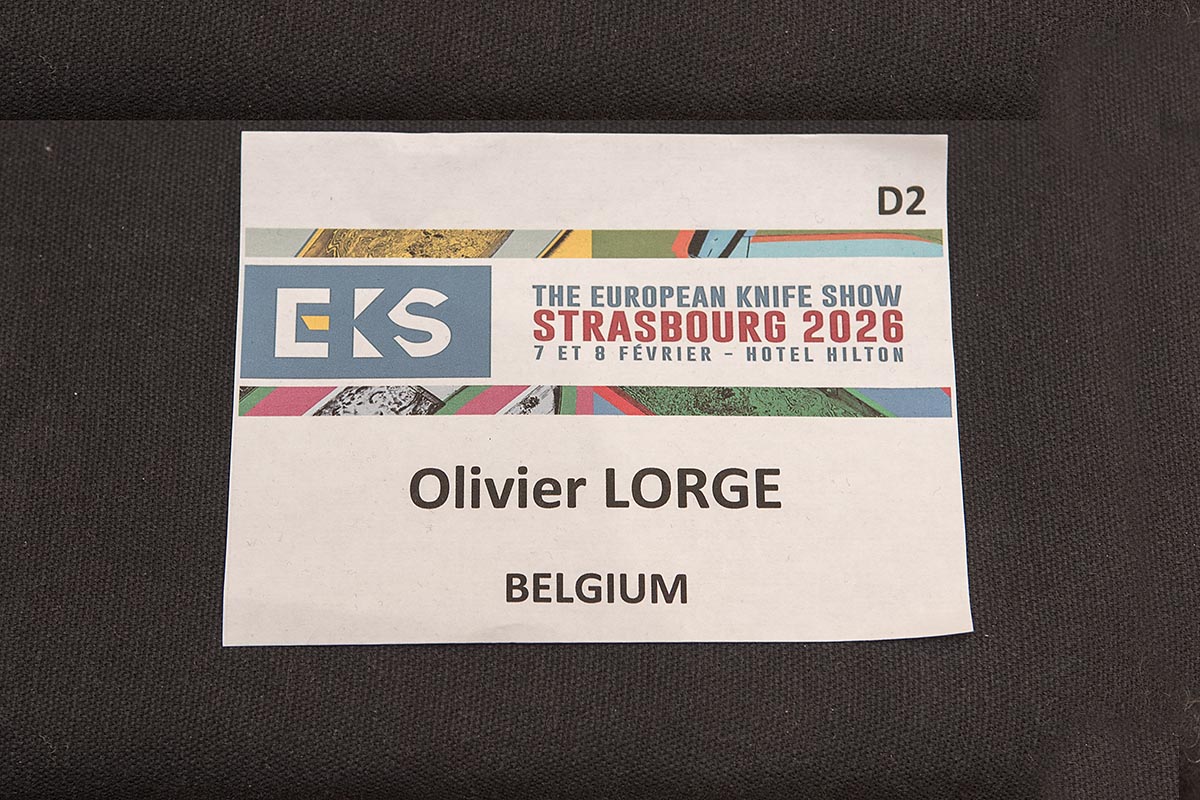 D2
EKS
THE EUROPEAN KNIFE SHOW
STRASBOURG 2026
7 ET 8 FÉVRIER - HOTEL HILTON
Olivier LORGE
BELGIUM